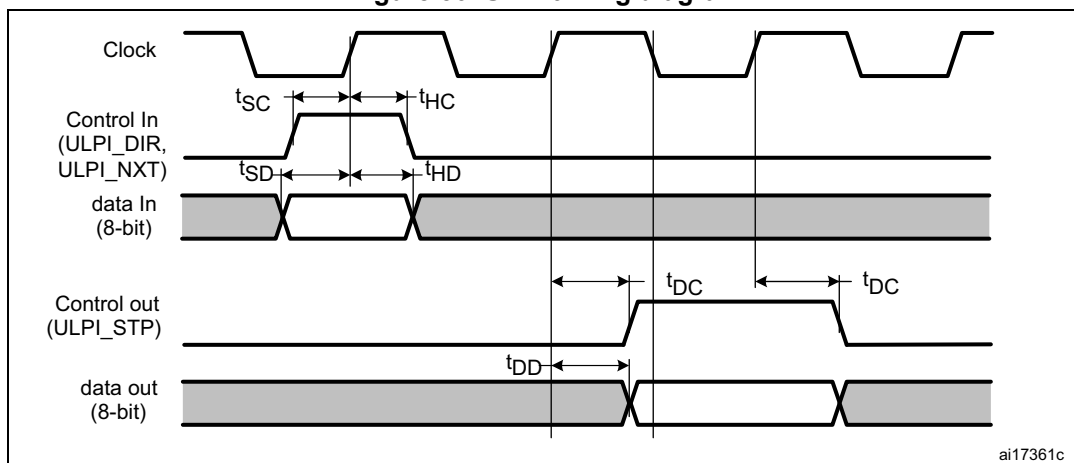 Clock
tSC
tHC
Control In
(ULPI_DIR,
ULPI_NXT)
tSD
tHD
data In
(8-bit)
tDC
tDC
Control out
(ULPI_STP)
tDD
data out
(8-bit)
ai17361c